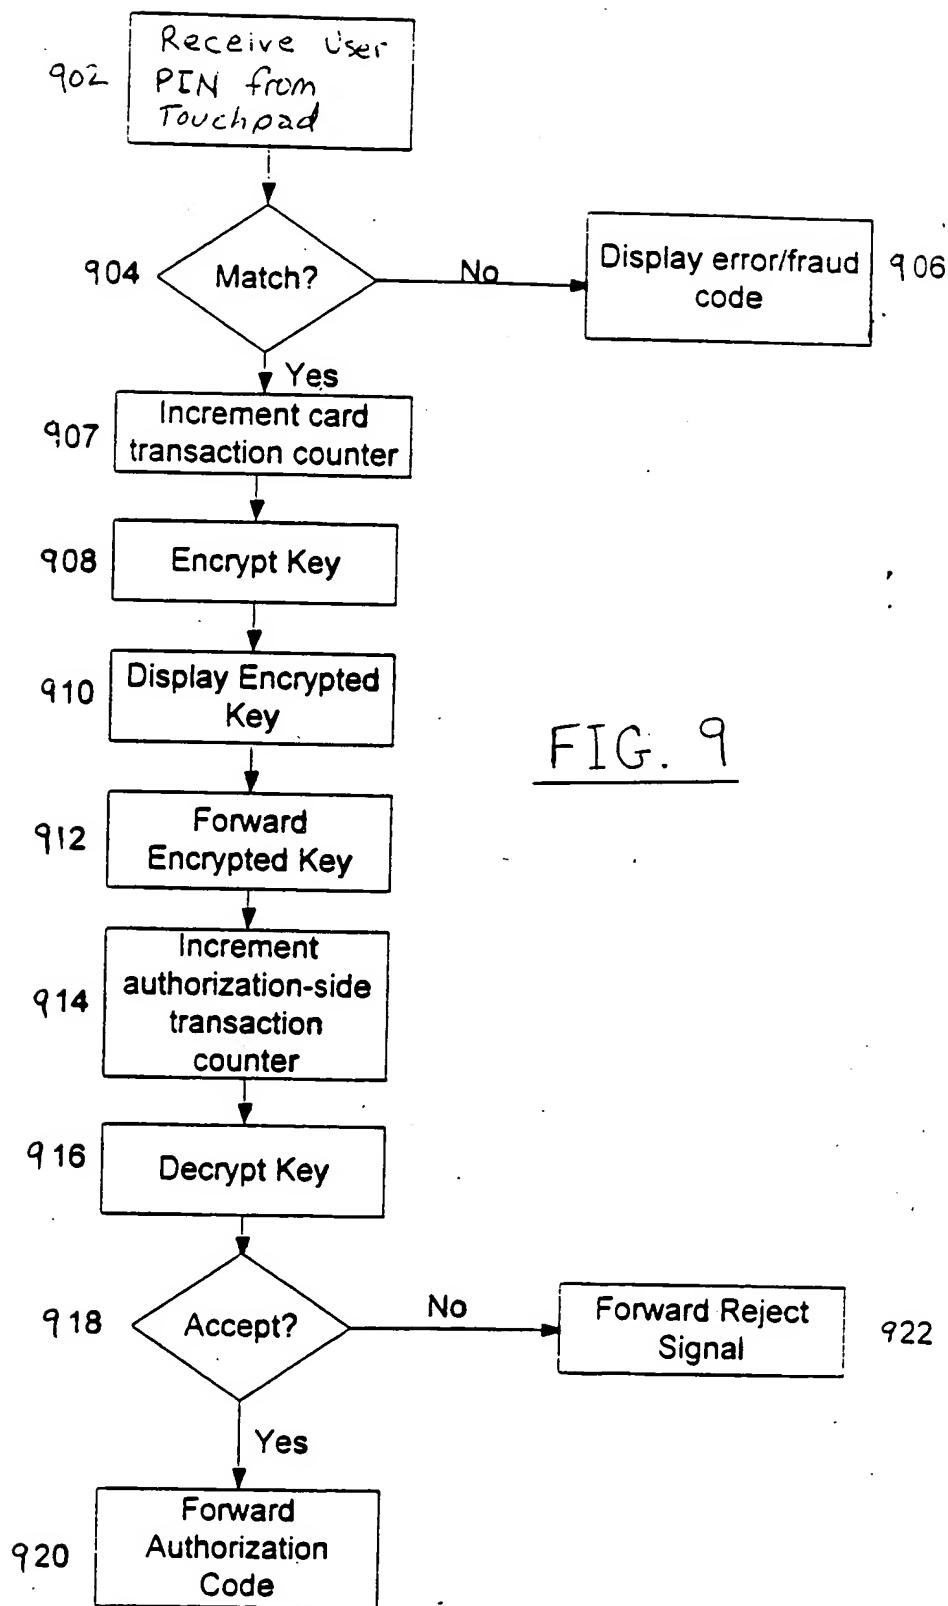 902
Receive User
PIN from
Touchpad
904
Match?
No
Display error/fraud
code
906
Yes
907
Increment card
transaction counter
908
Encrypt Key
910
Display Encrypted
Key
FIG. 9
912
Forward
Encrypted Key
914
Increment
authorization-side
transaction
counter
916
Decrypt Key
918
Accept?
No
Forward Reject
Signal
922
Yes
920
Forward
Authorization
Code